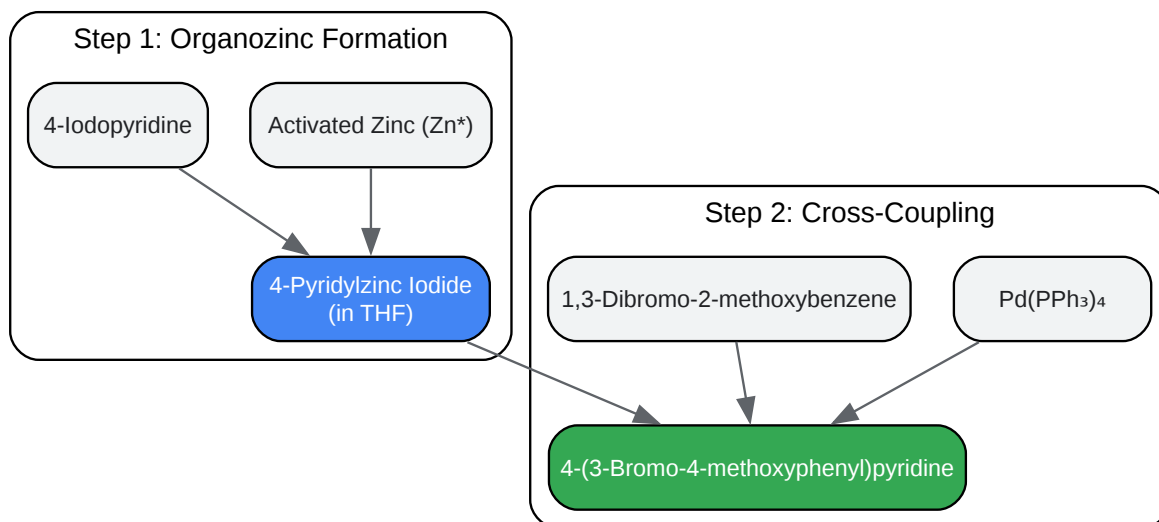 Step 1: Organozinc Formation
4-Iodopyridine
Activated Zinc (Zn*)
4-Pyridylzinc Iodide
(in THF)
Step 2: Cross-Coupling
1,3-Dibromo-2-methoxybenzene
Pd(PPh₃)₄
4-(3-Bromo-4-methoxyphenyl)pyridine